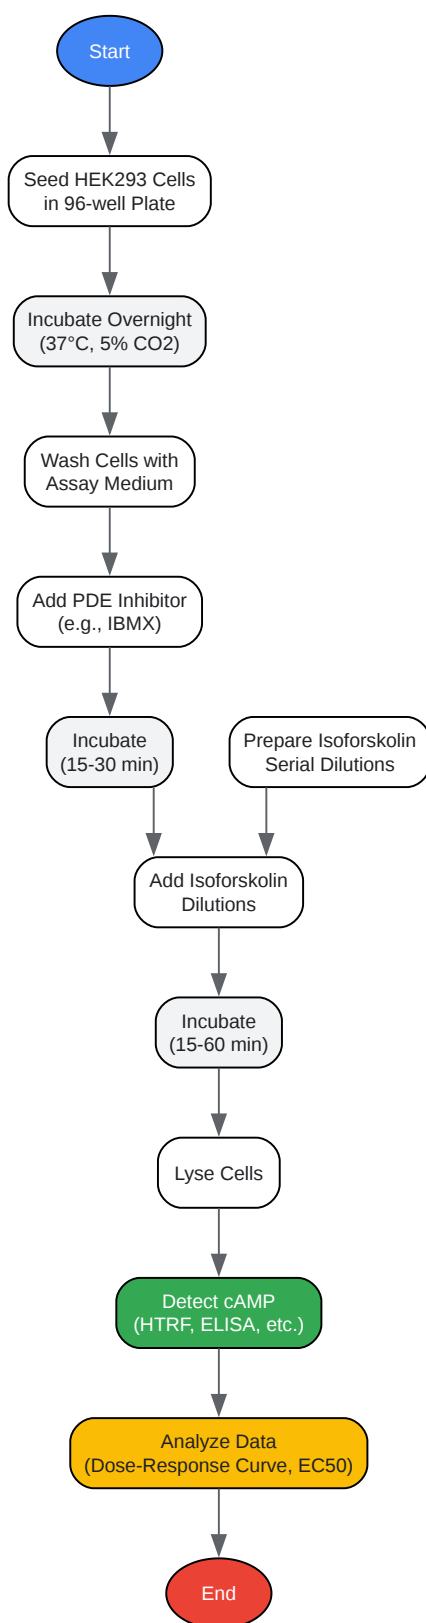 Start
Seed HEK293 Cells
in 96-well Plate
Incubate Overnight
(37°C, 5% CO2)
Wash Cells with
Assay Medium
Add PDE Inhibitor
(e.g., IBMX)
Incubate
(15-30 min)
Prepare Isoforskolin
Serial Dilutions
Add Isoforskolin
Dilutions
Incubate
(15-60 min)
Lyse Cells
Detect cAMP
(HTRF, ELISA, etc.)
Analyze Data
(Dose-Response Curve, EC50)
End